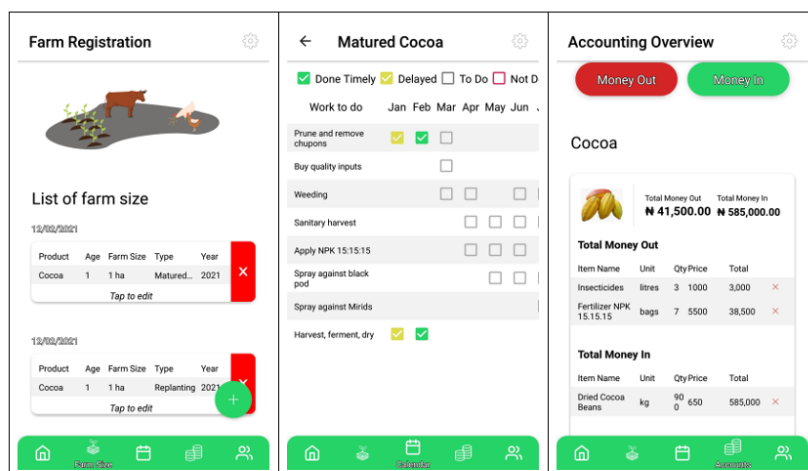 Farm Registration
List of farm size
12/02/2021
Product Age Farm Size Type Year
Cocoa 1 1 ha Matured... 2021
Tap to edit
12/02/2021
Product Age Farm Size Type Year
Cocoa 1 1 ha Replanting 2021
Tap to edit
Farm Size
Matured Cocoa
Done Timely Delayed To Do Not D
Work to do Jan Feb Mar Apr May Jun
Prune and remove
chupons
Buy quality inputs
Weeding
Sanitary harvest
Apply NPK 15:15:15
Spray against black
pod
Spray against Mirids
Harvest, ferment, dry
Calendar
Accounting Overview
Money Out Money In
Cocoa
Total Money Out Total Money In
₦ 41,500.00 ₦ 585,000.00
Total Money Out
Item Name Unit Qty Price Total
Insecticides litres 3 1000 3,000
Fertilizer NPK
15.15.15 bags 7 5500 38,500
Total Money In
Item Name Unit Qty Price Total
Dried Cocoa
Beans kg 90
0 650 585,000
Accounts